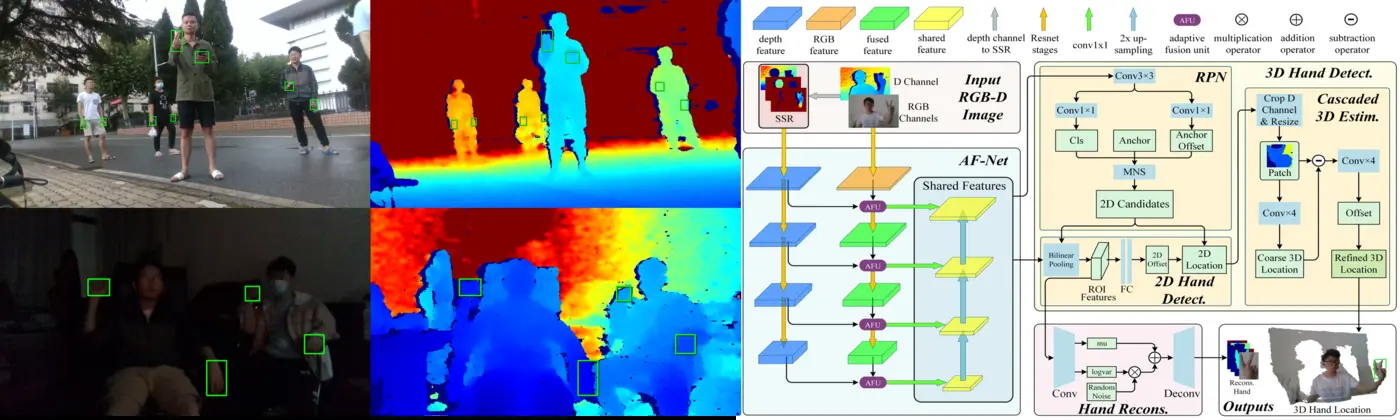 depth
feature
RGB
feature
fused
feature
shared
feature
depth channel
to SSR
Resnet
stages
conv1x1
2x up-
sampling
AFU
adaptive
fusion unit
multiplication
operator
addition
operator
subtraction
operator
SSR
D Channel
RGB
Channels
Input
RGB-D
Image
AF-Net
Shared Features
AFU
AFU
AFU
AFU
Conv3×3
RPN
Conv1×1
Conv1×1
Cls
Anchor
Anchor
Offset
MNS
2D Candidates
Bilinear
Pooling
ROI
Features
FC
2D
Offset
2D
Location
2D Hand
Detect.
3D Hand Detect.
Crop D
Channel
& Resize
Cascaded
3D Estim.
Patch
Conv×4
Conv×4
Offset
Coarse 3D
Location
Refined 3D
Location
Conv
mu
logvar
Random
Noise
Deconv
Hand Recons.
Recons.
Hand
Outputs
3D Hand Location